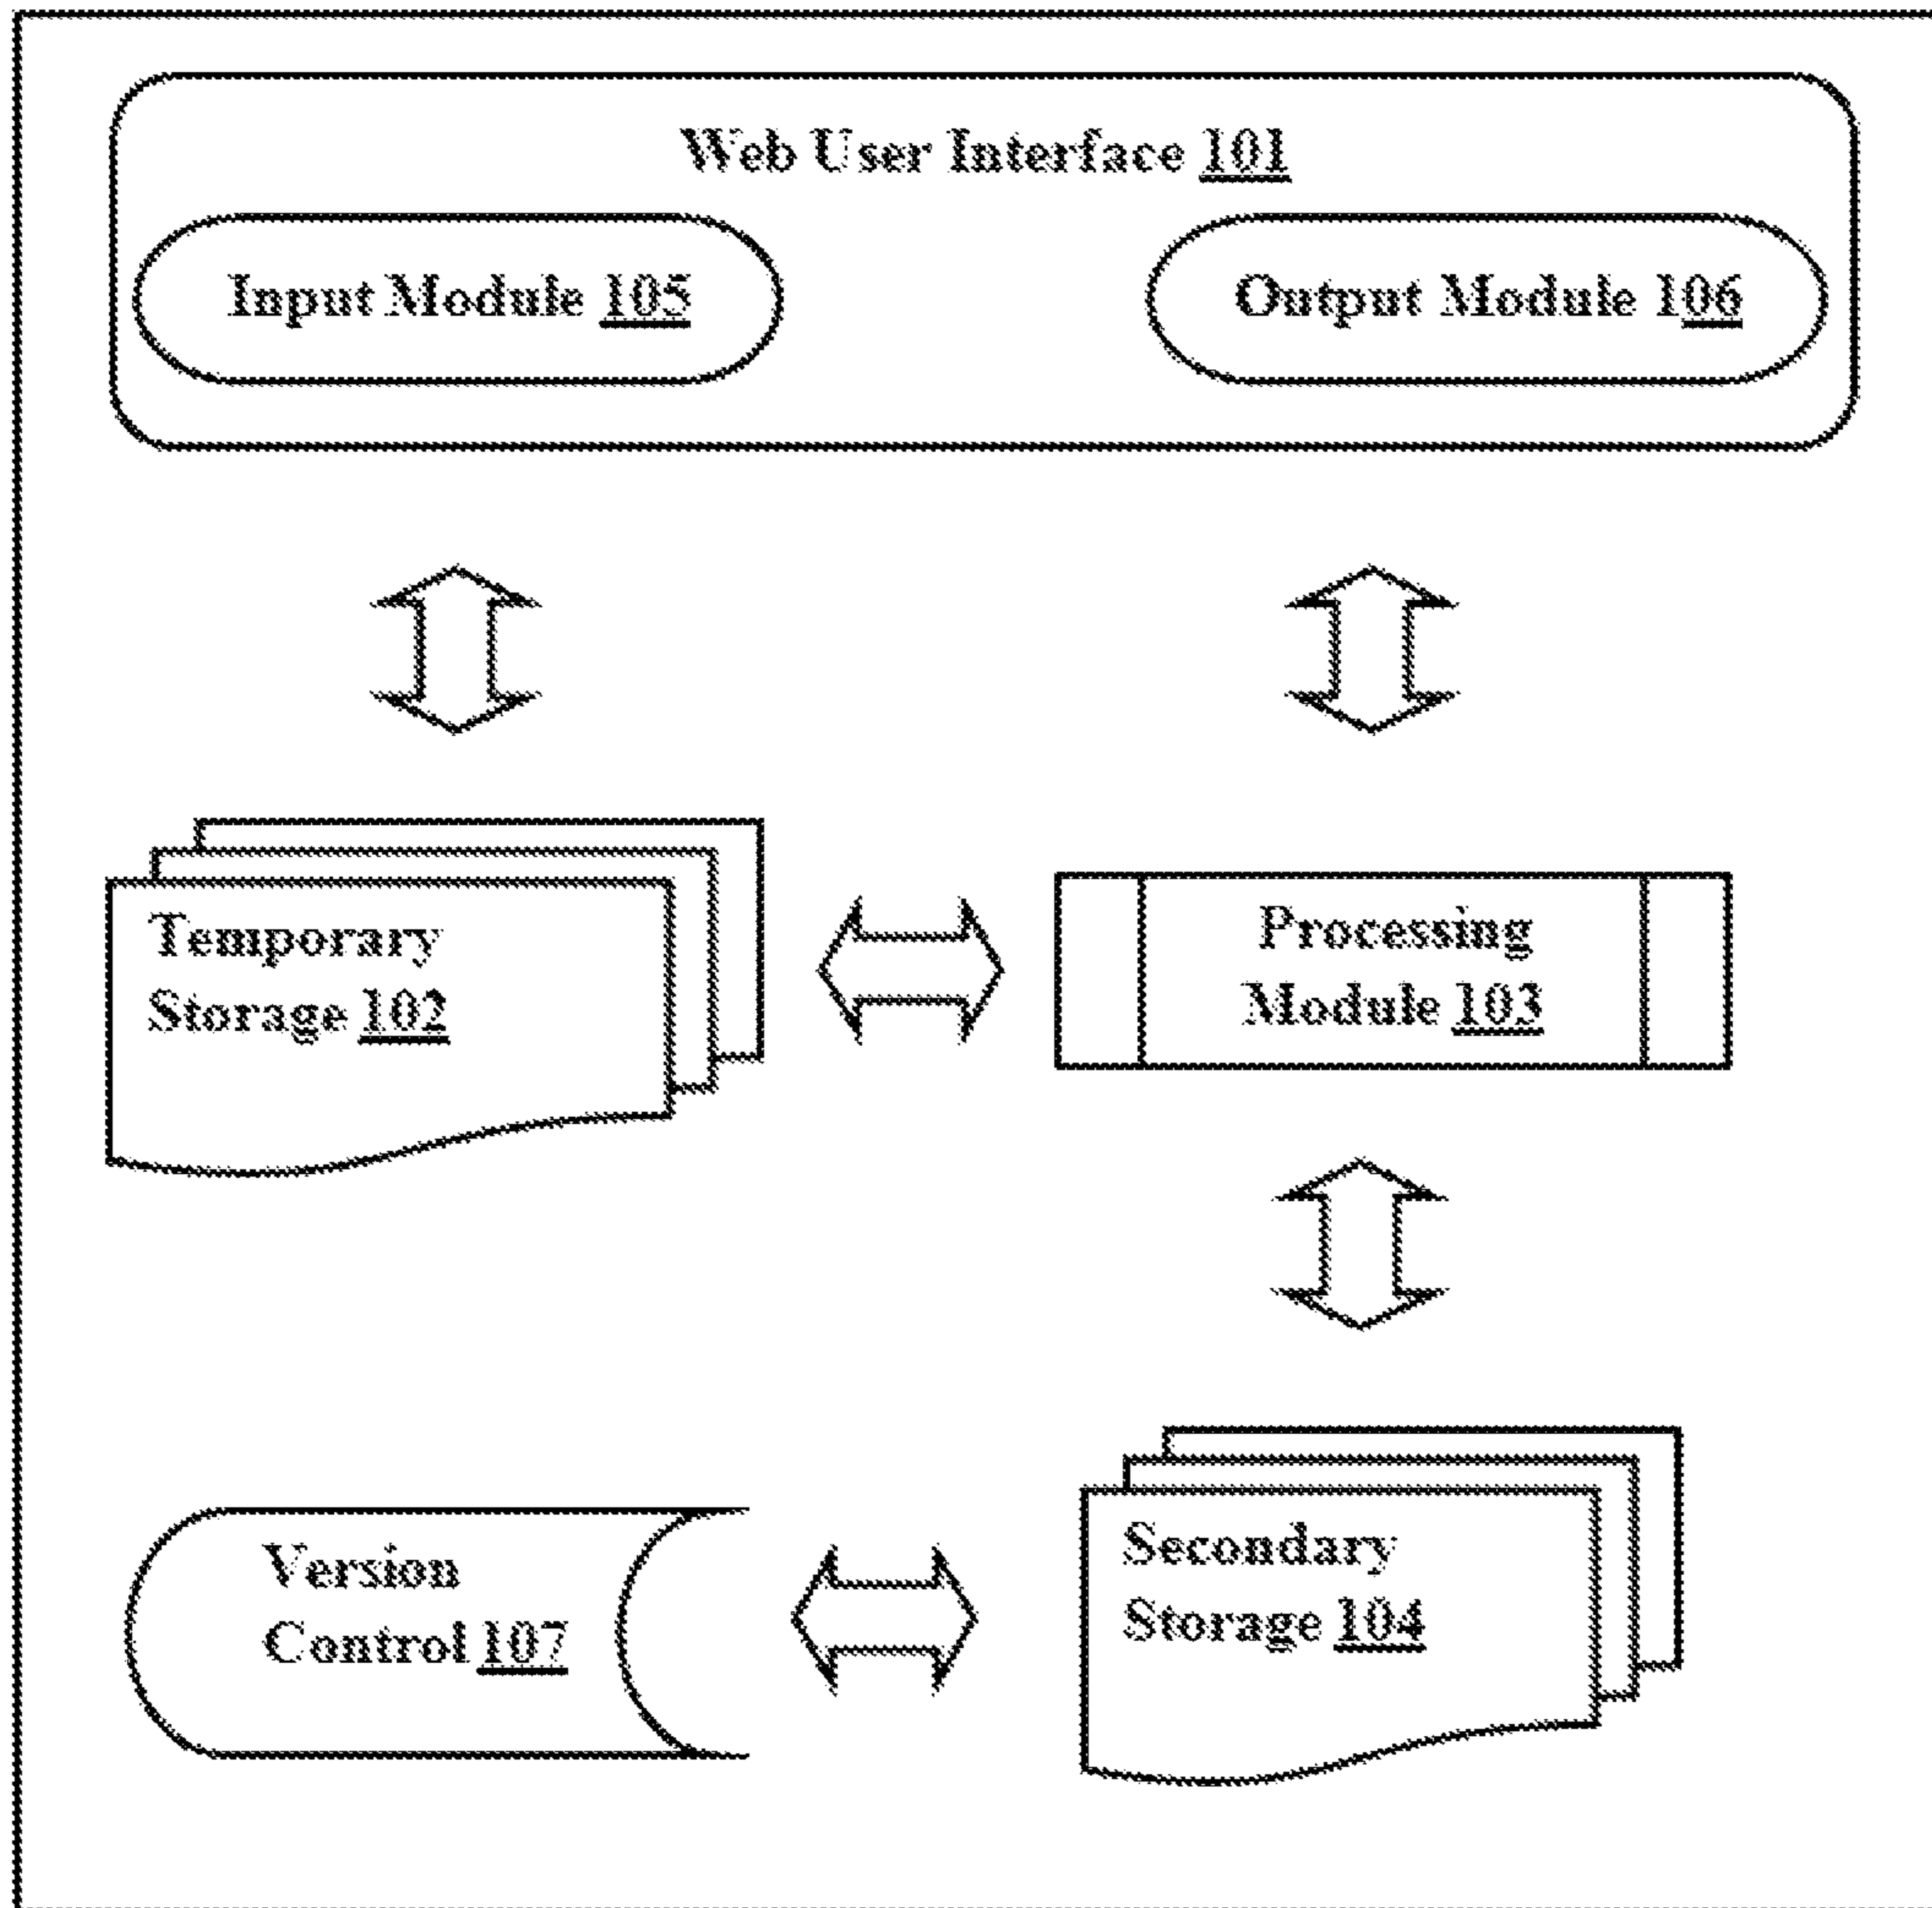 Web User Interface 101
Input Module 105
Output Module 106
Temporary
Storage 102
Processing
Module 103
Version
Control 107
Secondary
Storage 104